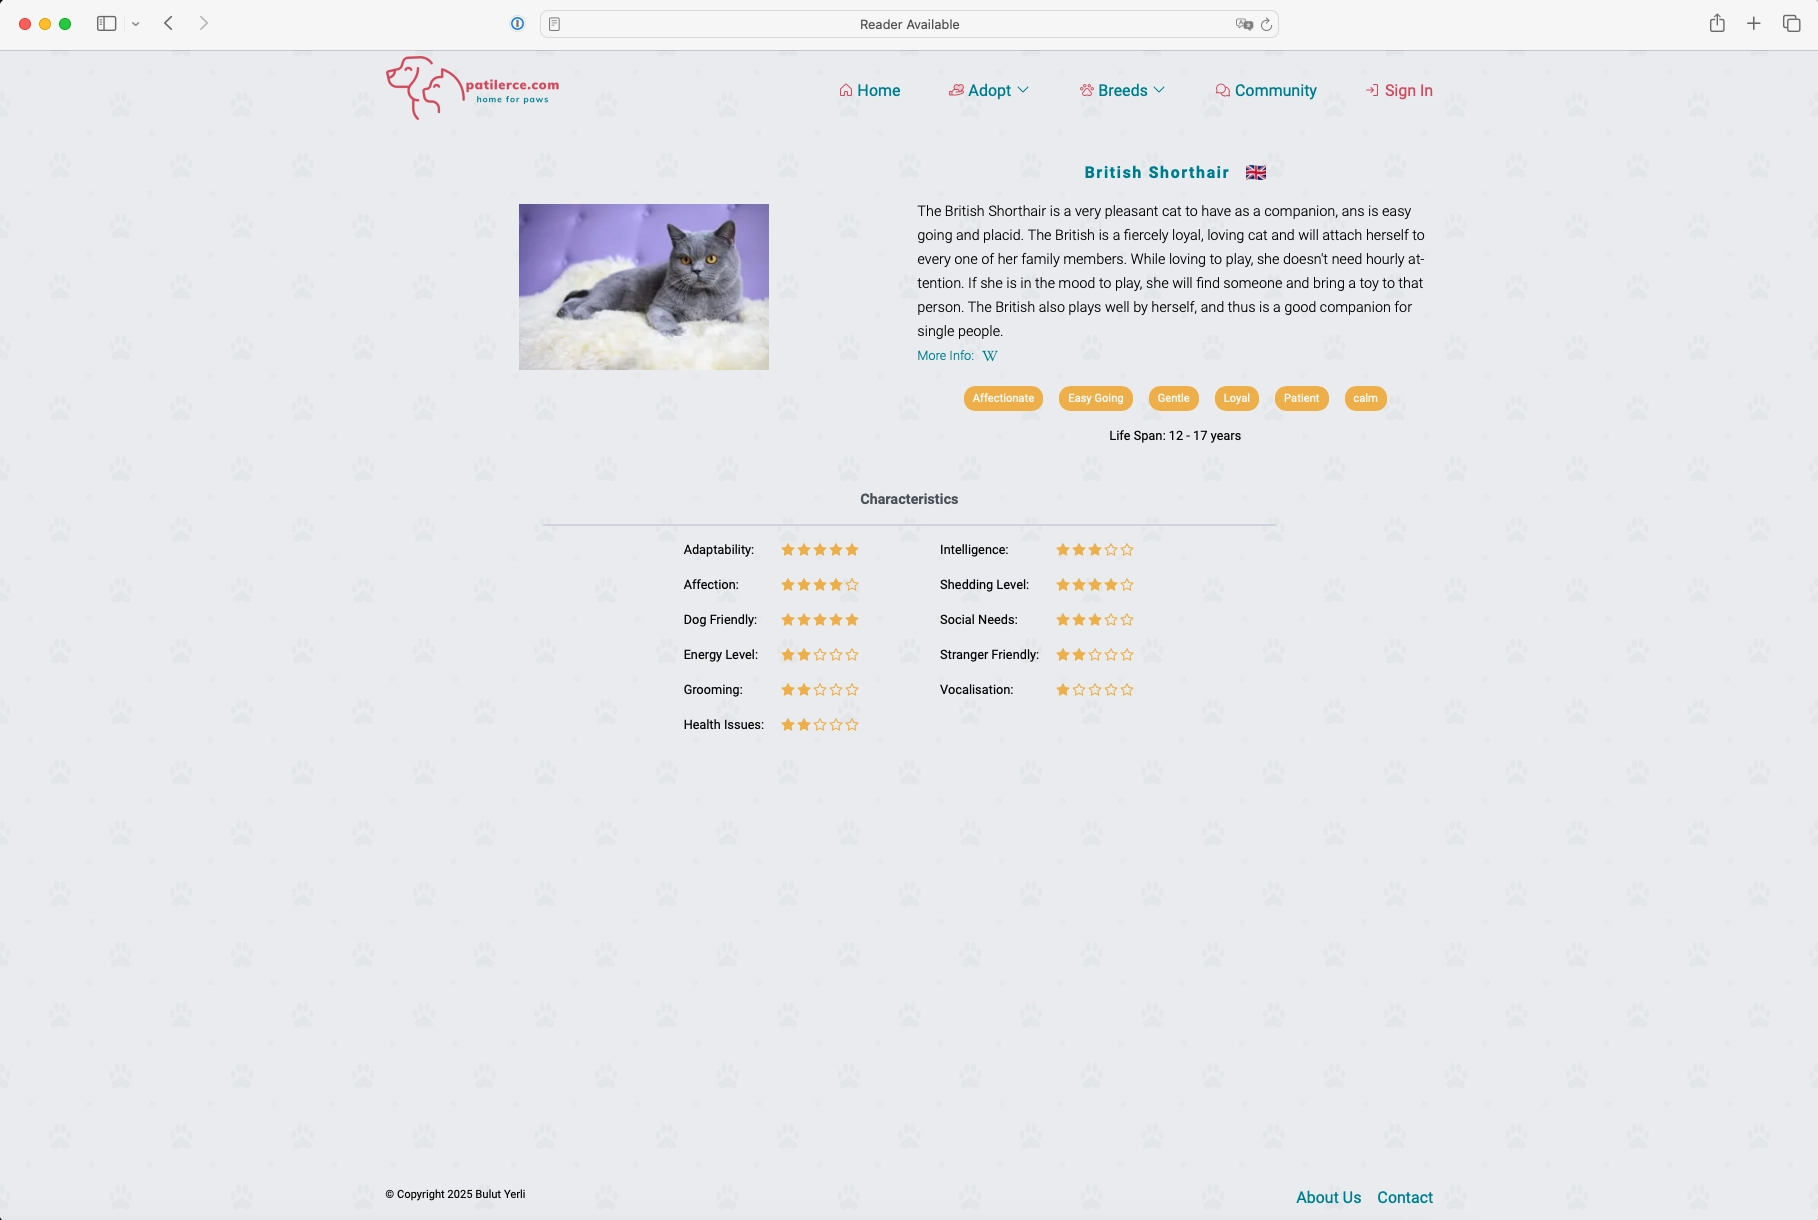 Reader Available
patilerce.com
home for paws
Home
Adopt
Breeds
Community
Sign In
British Shorthair
The British Shorthair is a very pleasant cat to have as a companion, ans is easy
going and placid. The British is a fiercely loyal, loving cat and will attach herself to
every one of her family members. While loving to play, she doesn't need hourly at-
tention. If she is in the mood to play, she will find someone and bring a toy to that
person. The British also plays well by herself, and thus is a good companion for
single people.
More Info: W
Affectionate
Easy Going
Gentle
Loyal
Patient
calm
Life Span: 12 - 17 years
Characteristics
Adaptability:
Affection:
Dog Friendly:
Energy Level:
Grooming:
Health Issues:
Intelligence:
Shedding Level:
Social Needs:
Stranger Friendly:
Vocalisation:
© Copyright 2025 Bulut Yerli
About Us
Contact